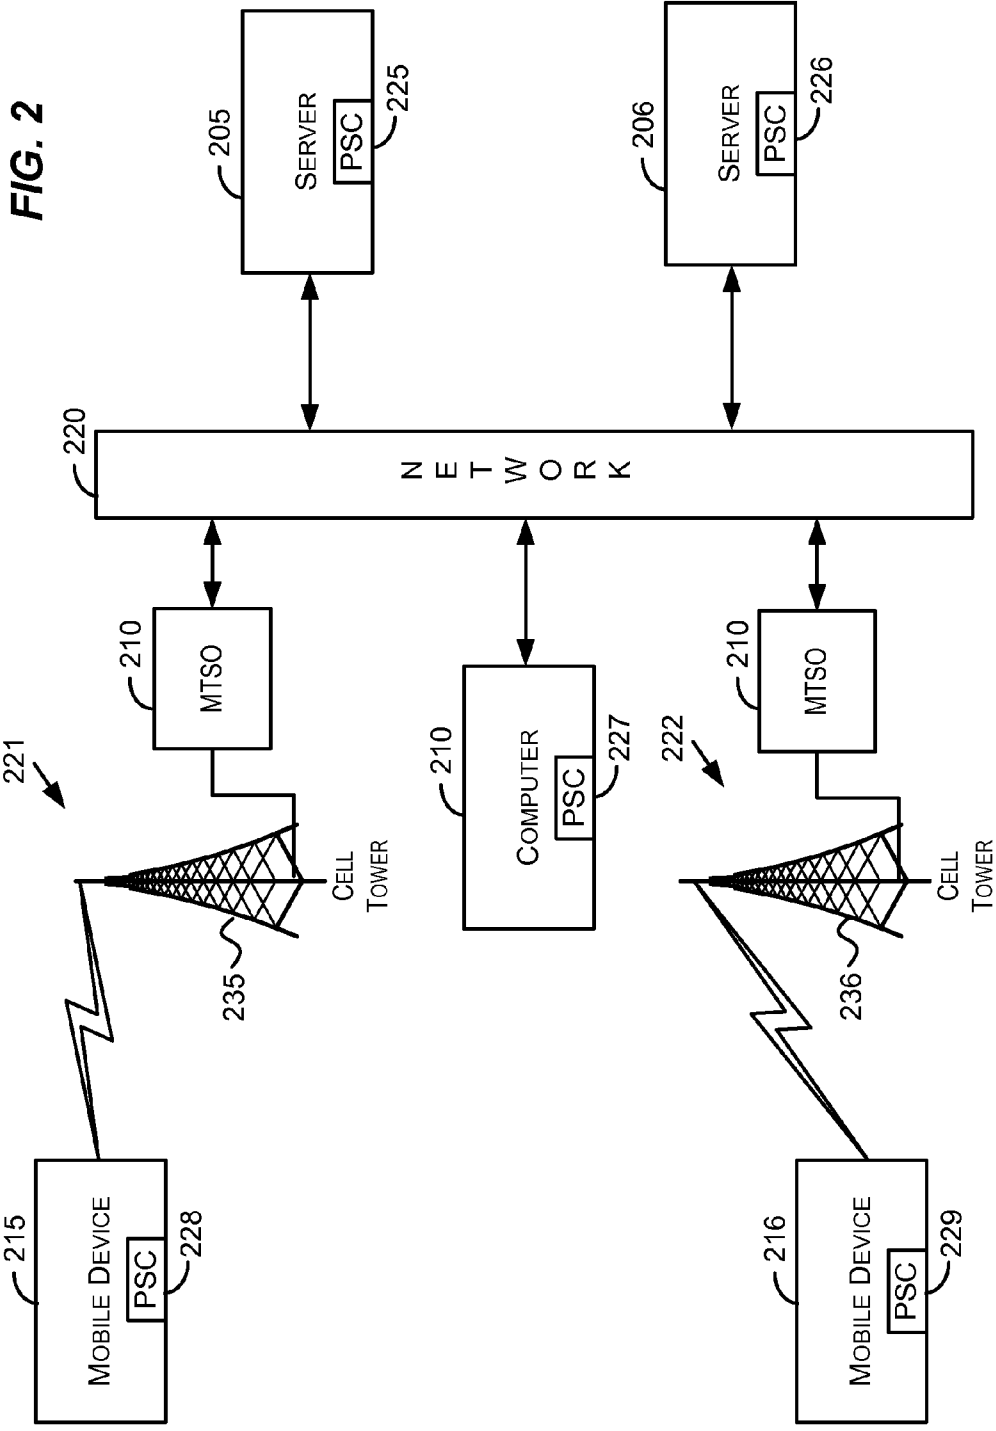 FIG. 2
205
SERVER
PSC
225
206
SERVER
PSC
226
220
NETWORK
210
MTSO
221
235
CELL
TOWER
210
COMPUTER
PSC
227
210
MTSO
222
236
CELL
TOWER
215
MOBILE DEVICE
PSC
228
216
MOBILE DEVICE
PSC
229